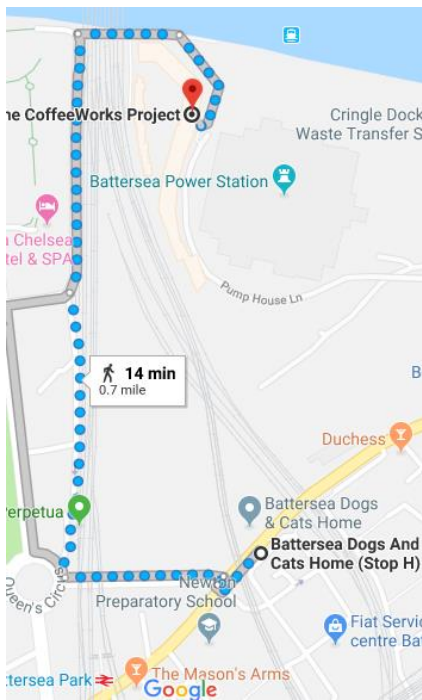 ne CoffeeWorks Project
Cringle Dock
Waste Transfer S
Battersea Power Station
a Chelsea
tel & SPA
Pump House Ln
14 min
0.7 mile
B
Duchess
Perpetua
Battersea Dogs
& Cats Home
Battersea Dogs And
Cats Home (Stop H)
Queen's Circus
Newton
Preparatory School
Fiat Servic
centre Bat
ttersea Park
The Mason's Arms
Google